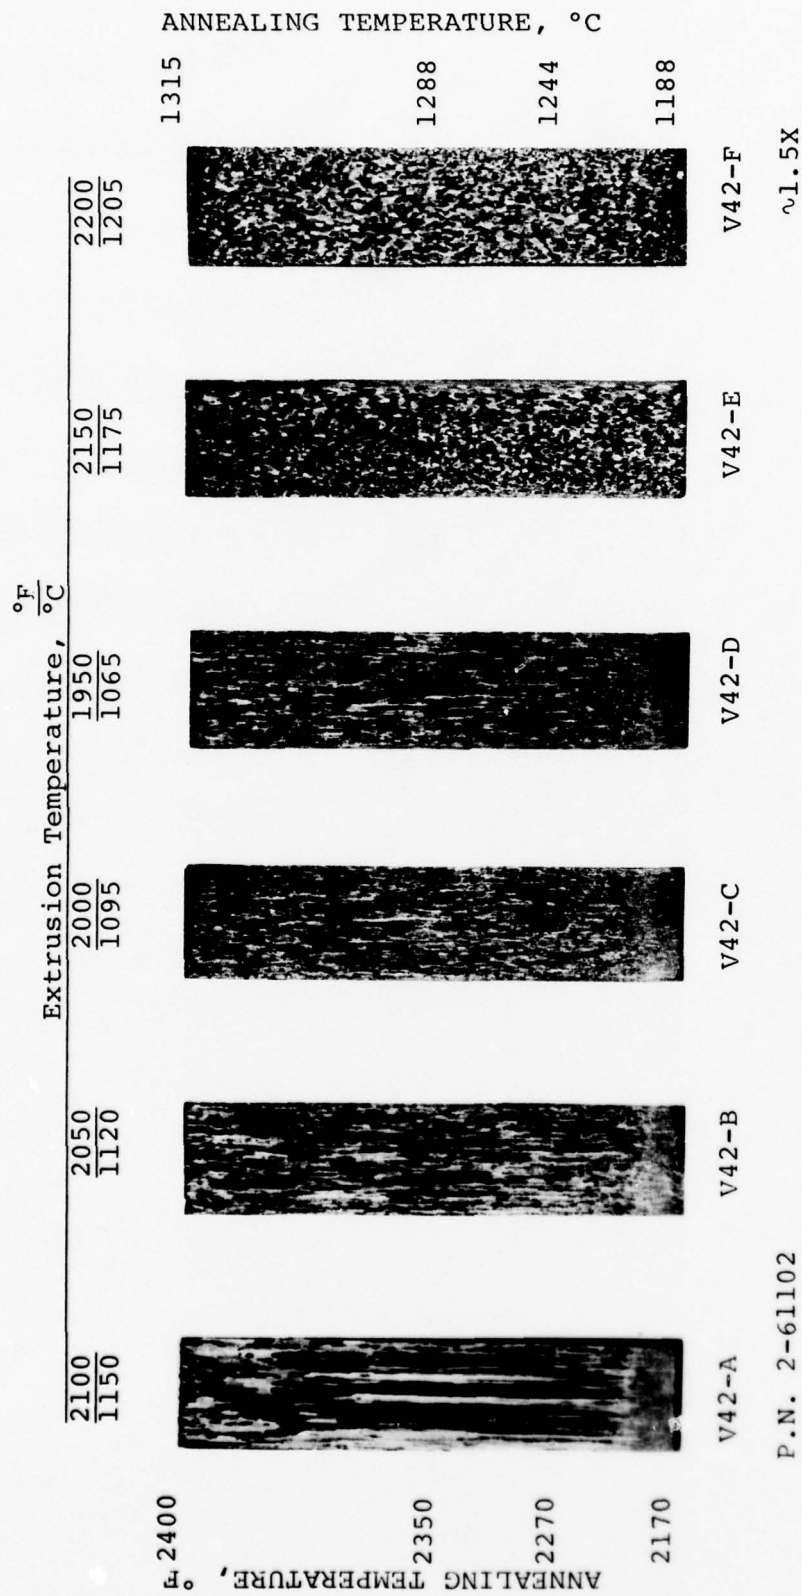 Extrusion Temperature, °F/°C
2100 2050 2000 1950 2150 2200
1150 1120 1095 1065 1175 1205
ANNEALING TEMPERATURE, °F
2400
2350
2270
2170
ANNEALING TEMPERATURE, °C
1315
1288
1244
1188
V42-A V42-B V42-C V42-D V42-E V42-F
P.N. 2-61102 ~1.5X